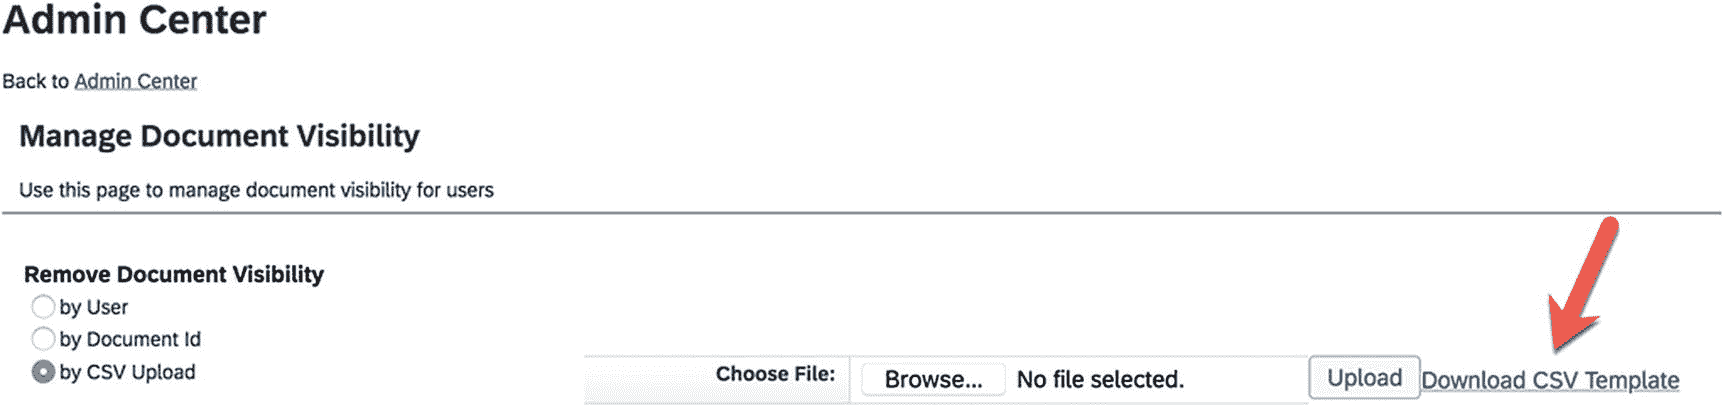 Admin Center
Back to Admin Center
Manage Document Visibility
Use this page to manage document visibility for users
Remove Document Visibility
by User
by Document Id
by CSV Upload
Choose File: Browse... No file selected. Upload Download CSV Template